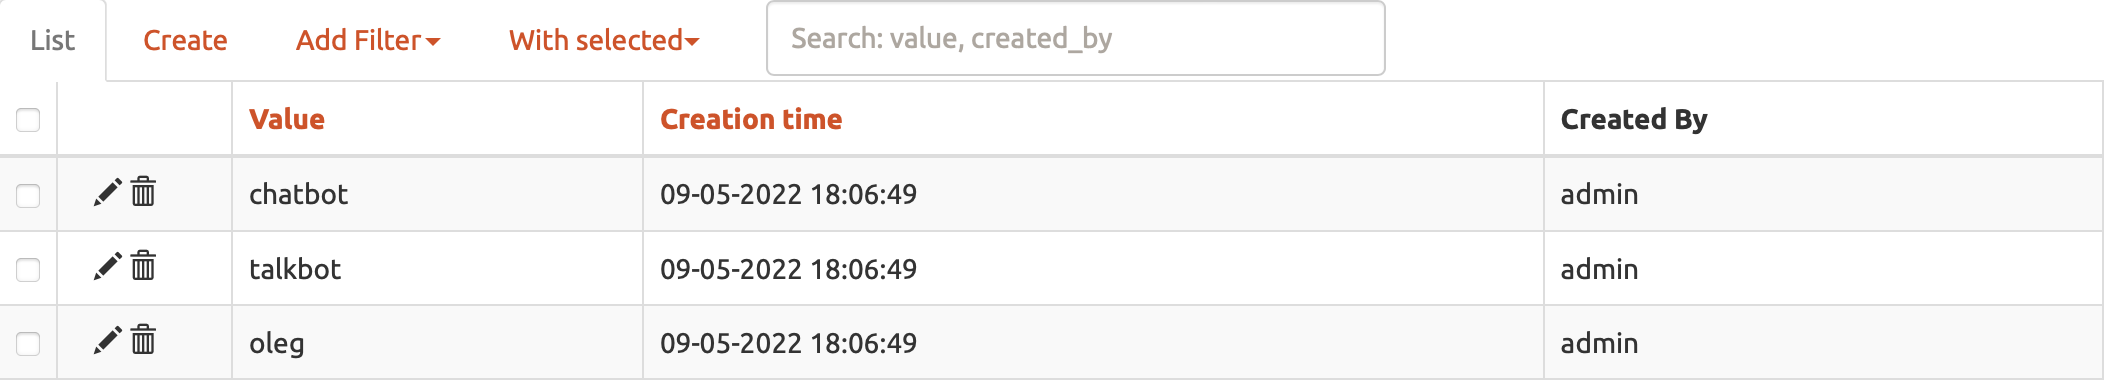 List Create Add Filter With selected Search: value, created_by
Value Creation time Created By
chatbot 09-05-2022 18:06:49 admin
talkbot 09-05-2022 18:06:49 admin
oleg 09-05-2022 18:06:49 admin